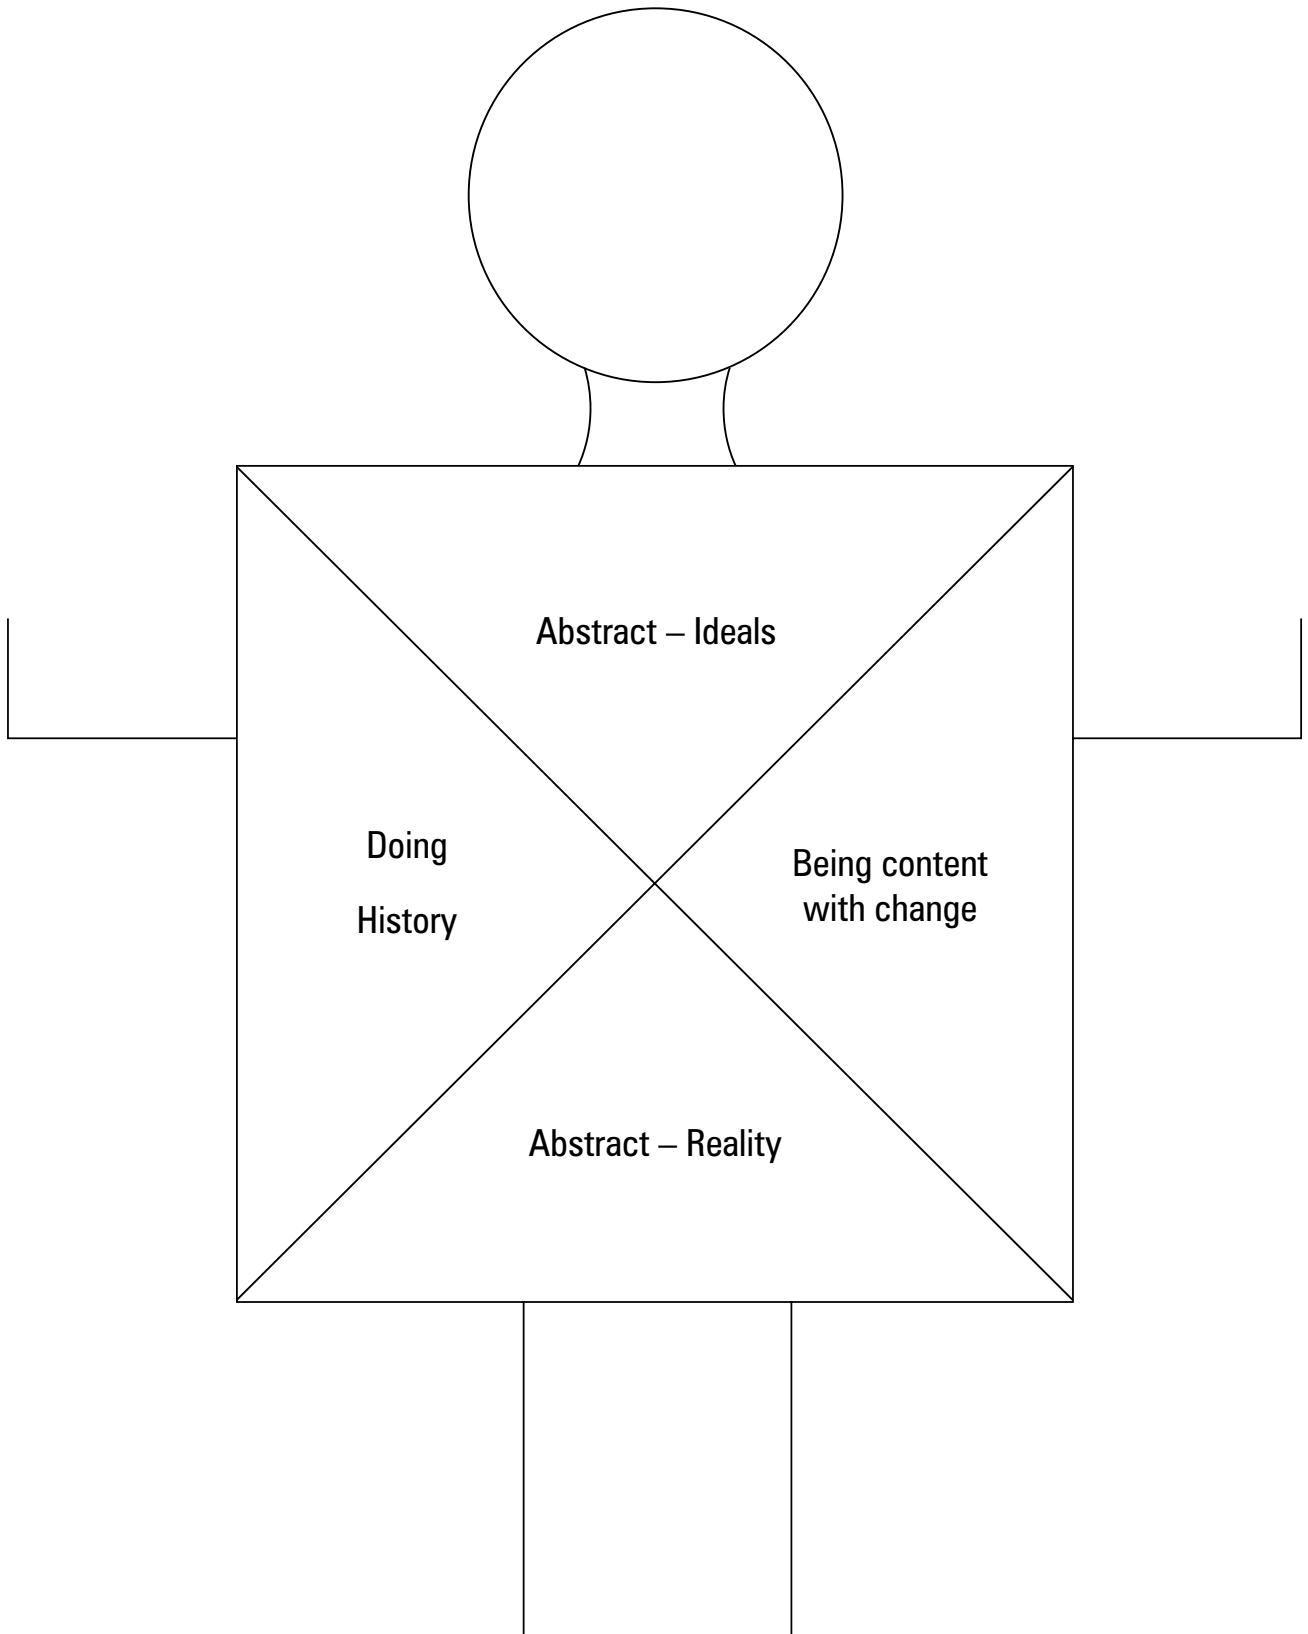 Abstract – Ideals
Doing
History
Being content
with change
Abstract – Reality